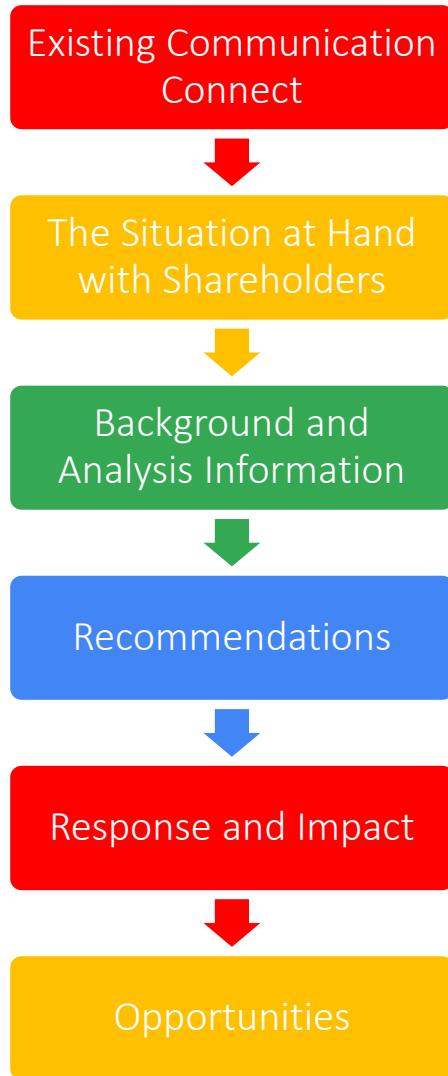 Existing Communication
Connect
The Situation at Hand
with Shareholders
Background and
Analysis Information
Recommendations
Response and Impact
Opportunities